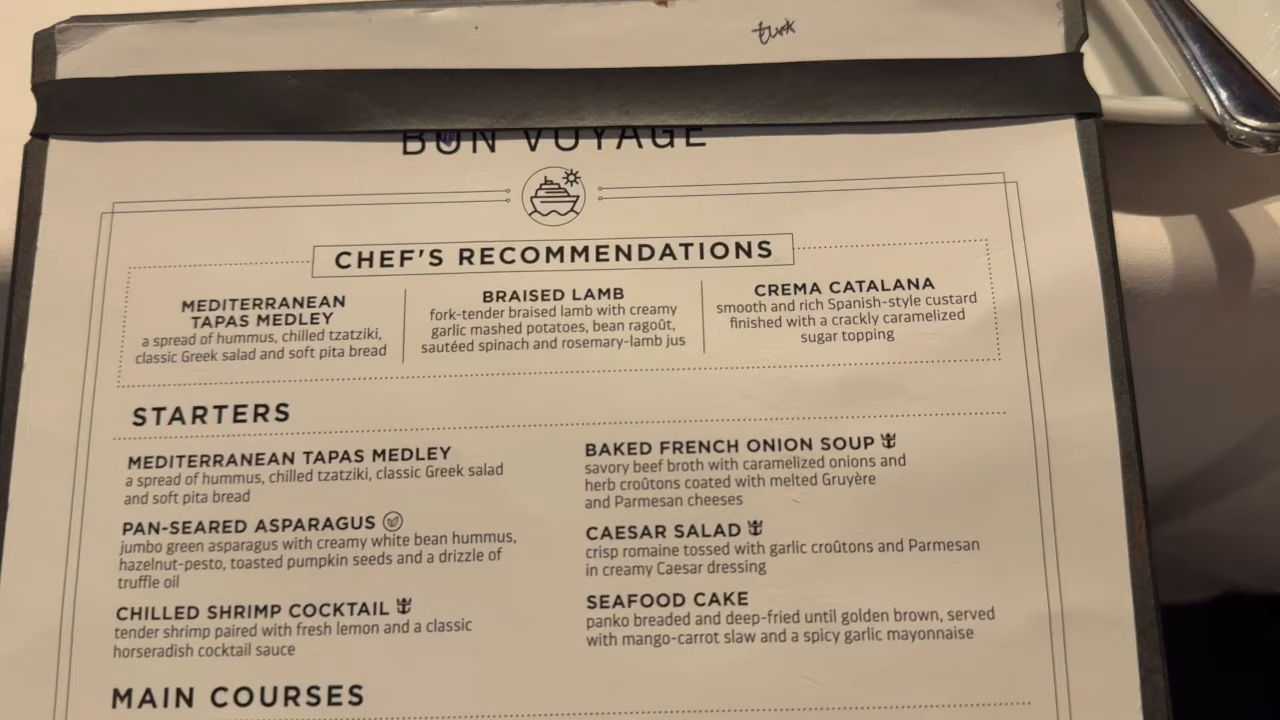 BON VOYAGE
CHEF'S RECOMMENDATIONS
MEDITERRANEAN
TAPAS MEDLEY
a spread of hummus, chilled tzatziki,
classic Greek salad and soft pita bread
BRAISED LAMB
fork-tender braised lamb with creamy
garlic mashed potatoes, bean ragoût,
sautéed spinach and rosemary-lamb jus
CREMA CATALANA
smooth and rich Spanish-style custard
finished with a crackly caramelized
sugar topping
STARTERS
MEDITERRANEAN TAPAS MEDLEY
a spread of hummus, chilled tzatziki, classic Greek salad
and soft pita bread
PAN-SEARED ASPARAGUS
jumbo green asparagus with creamy white bean hummus,
hazelnut-pesto, toasted pumpkin seeds and a drizzle of
truffle oil
CHILLED SHRIMP COCKTAIL
tender shrimp paired with fresh lemon and a classic
horseradish cocktail sauce
BAKED FRENCH ONION SOUP
savory beef broth with caramelized onions and
herb croûtons coated with melted Gruyère
and Parmesan cheeses
CAESAR SALAD
crisp romaine tossed with garlic croûtons and Parmesan
in creamy Caesar dressing
SEAFOOD CAKE
panko breaded and deep-fried until golden brown, served
with mango-carrot slaw and a spicy garlic mayonnaise
MAIN COURSES